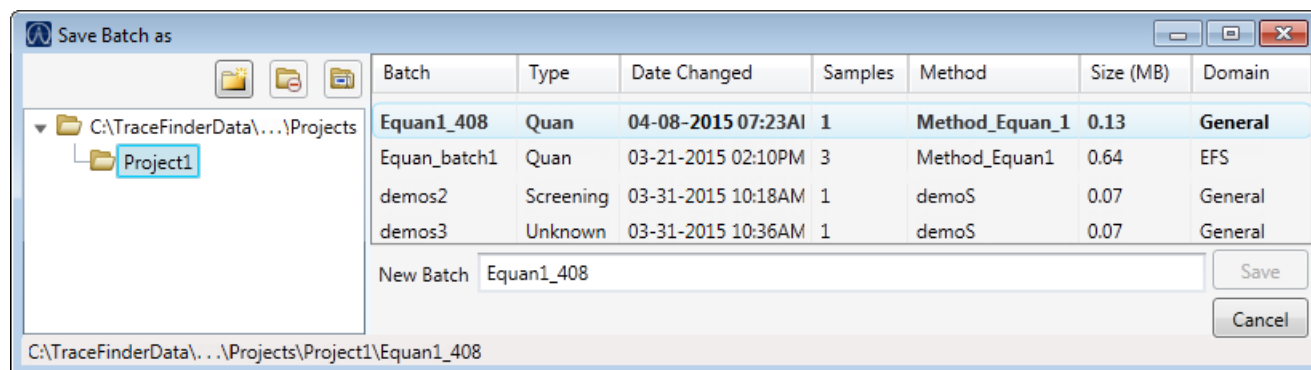 Save Batch as
Batch Type Date Changed Samples Method Size (MB) Domain
C:\TraceFinderData\...\Projects
Project1
Equan1_408 Quan 04-08-2015 07:23Al 1 Method_Equan_1 0.13 General
Equan_batch1 Quan 03-21-2015 02:10PM 3 Method_Equan1 0.64 EFS
demos2 Screening 03-31-2015 10:18AM 1 demoS 0.07 General
demos3 Unknown 03-31-2015 10:36AM 1 demoS 0.07 General
New Batch Equan1_408 Save
Cancel
C:\TraceFinderData\. . .\Projects\Project1\Equan1_408